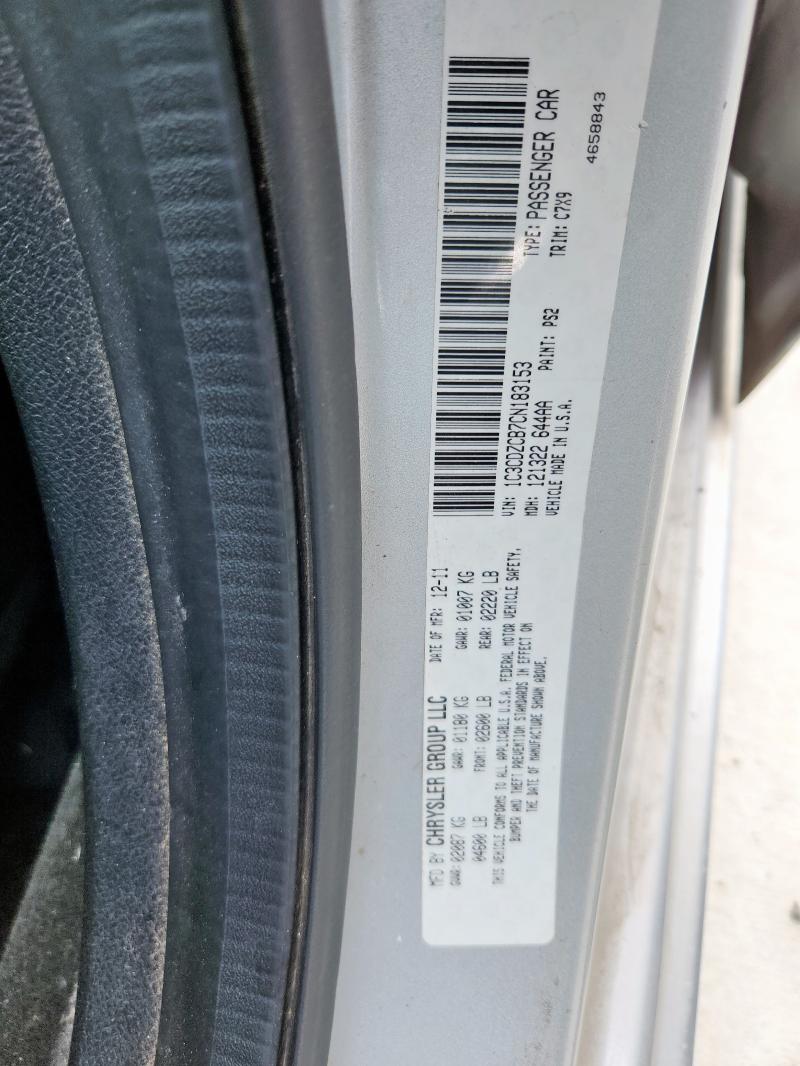 MFD BY CHRYSLER GROUP LLC DATE OF MFR: 12-11
GVWR: 02087 KG GAWR: 01180 KG GAWR: 01007 KG
04600 LB FRONT: 02600 LB REAR: 02220 LB
THIS VEHICLE CONFORMS TO ALL APPLICABLE U.S.A. FEDERAL MOTOR VEHICLE SAFETY,
BUMPER AND THEFT PREVENTION STANDARDS IN EFFECT ON
THE DATE OF MANUFACTURE SHOWN ABOVE.
VIN: 1C3CDZCB7CN183153 TYPE: PASSENGER CAR
MDH: 121322 644AA PAINT: PS2 TRIM: C7X9
VEHICLE MADE IN U.S.A.
4658843